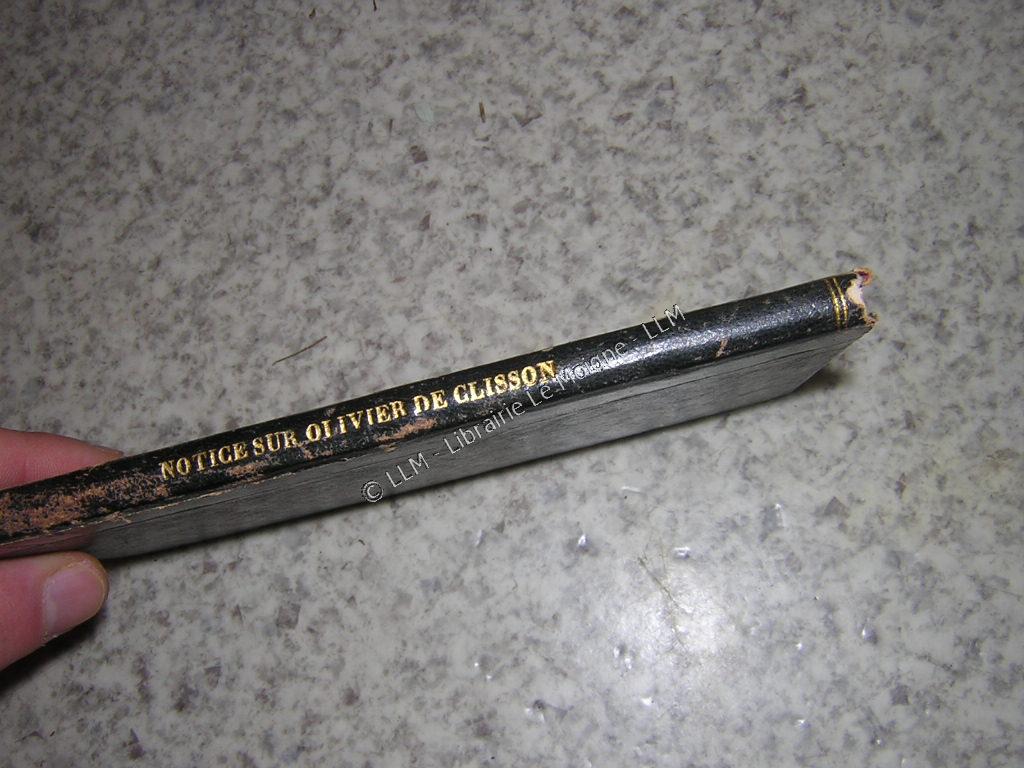 NOTICE SUR OLIVIER DE CLISSON
© LLM - Librairie Le Moigne - LLM